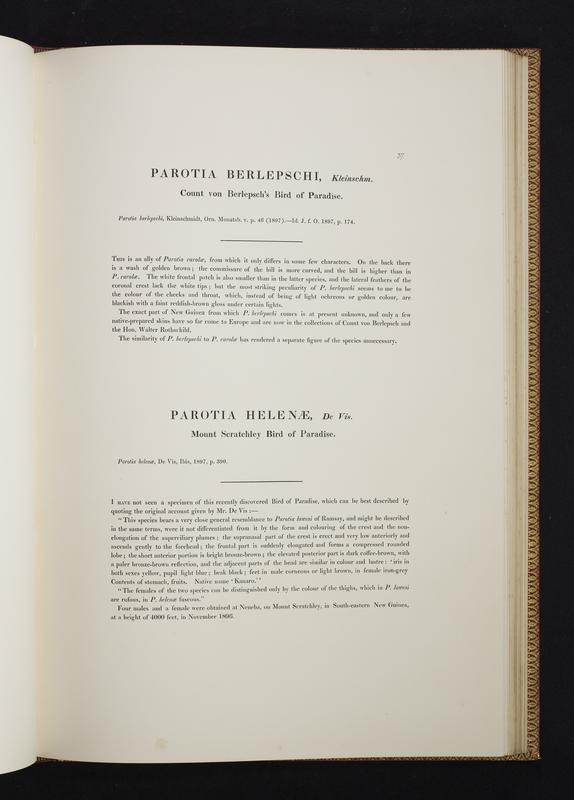 37
PAROTIA BERLEPSCHI, Kleinschm.
Count von Berlepsch's Bird of Paradise.
Parotia berlepschi, Kleinschmidt, Orn. Monatsb. v. p. 46 (1897).—Id. J. f. O. 1897, p. 174.
This is an ally of Parotia carolæ, from which it only differs in some few characters. On the back there
is a wash of golden brown; the commissure of the bill is more curved, and the bill is higher than in
P. carolæ. The white frontal patch is also smaller than in the latter species, and the lateral feathers of the
coronal crest lack the white tips; but the most striking peculiarity of P. berlepschi seems to me to be
the colour of the cheeks and throat, which, instead of being of light ochreous or golden colour, are
blackish with a faint reddish-brown gloss under certain lights.
The exact part of New Guinea from which P. berlepschi comes is at present unknown, and only a few
native-prepared skins have so far come to Europe and are now in the collections of Count von Berlepsch and
the Hon. Walter Rothschild.
The similarity of P. berlepschi to P. carolæ has rendered a separate figure of the species unnecessary.
PAROTIA HELENÆ, De Vis.
Mount Scratchley Bird of Paradise.
Parotia helenæ, De Vis, Ibis, 1897, p. 390.
I have not seen a specimen of this recently discovered Bird of Paradise, which can be best described by
quoting the original account given by Mr. De Vis:—
"This species bears a very close general resemblance to Parotia lawesi of Ramsay, and might be described
in the same terms, were it not differentiated from it by the form and colouring of the crest and the non-
elongation of the superciliary plumes; the supranasal part of the crest is erect and very low anteriorly and
ascends gently to the forehead; the frontal part is suddenly elongated and forms a compressed rounded
lobe; the short anterior portion is bright bronze-brown; the elevated posterior part is dark coffee-brown, with
a paler bronze-brown reflection, and the adjacent parts of the head are similar in colour and lustre: 'iris in
both sexes yellow, pupil light blue; beak black; feet in male corneous or light brown, in female iron-grey
Contents of stomach, fruits. Native name 'Kanaro.''
"The females of the two species can be distinguished only by the colour of the thighs, which in P. lawesi
are rufous, in P. helenæ fuscous."
Four males and a female were obtained at Neneba, on Mount Scratchley, in South-eastern New Guinea,
at a height of 4000 feet, in November 1896.